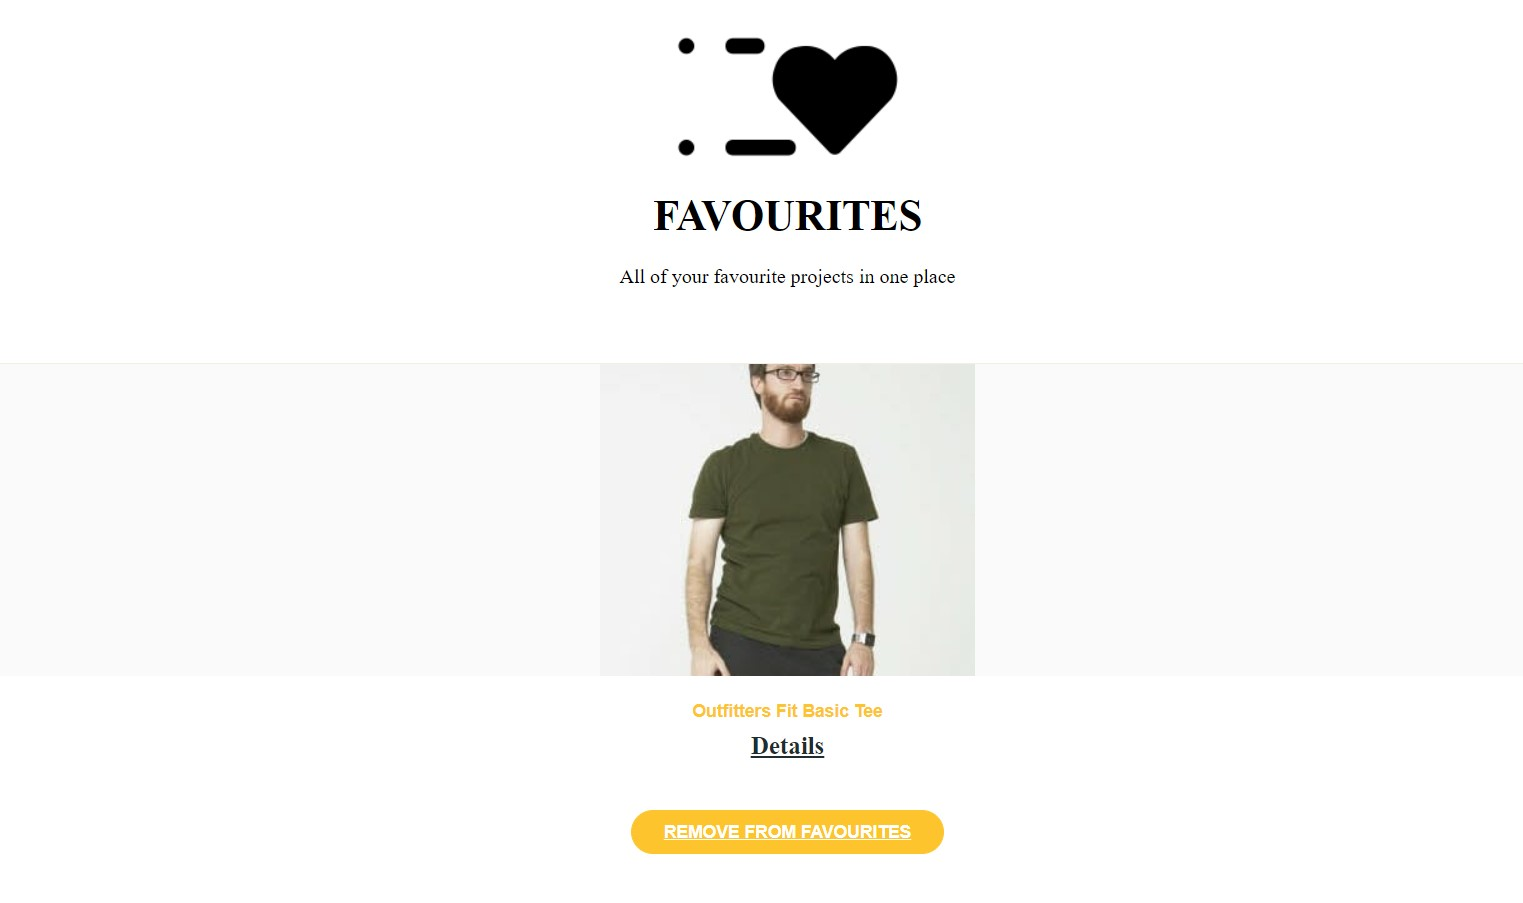 FAVOURITES
All of your favourite projects in one place
Outfitters Fit Basic Tee
Details
REMOVE FROM FAVOURITES